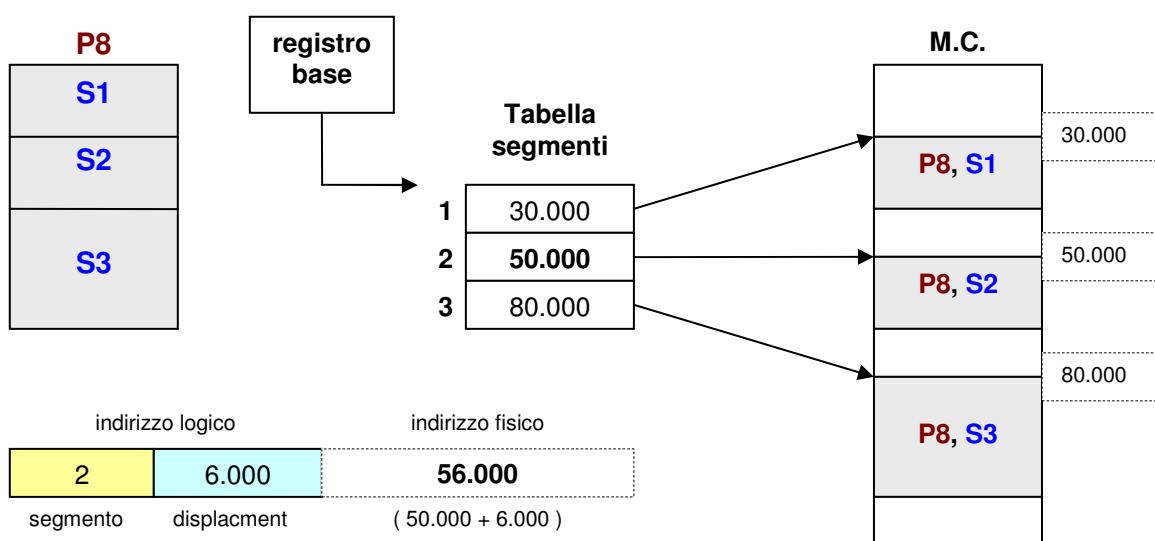 P8
S1
S2
S3
registro
base
Tabella
segmenti
1 30.000
2 50.000
3 80.000
M.C.
P8, S1
P8, S2
P8, S3
30.000
50.000
80.000
indirizzo logico
indirizzo fisico
2 6.000 56.000
segmento displacment ( 50.000 + 6.000 )